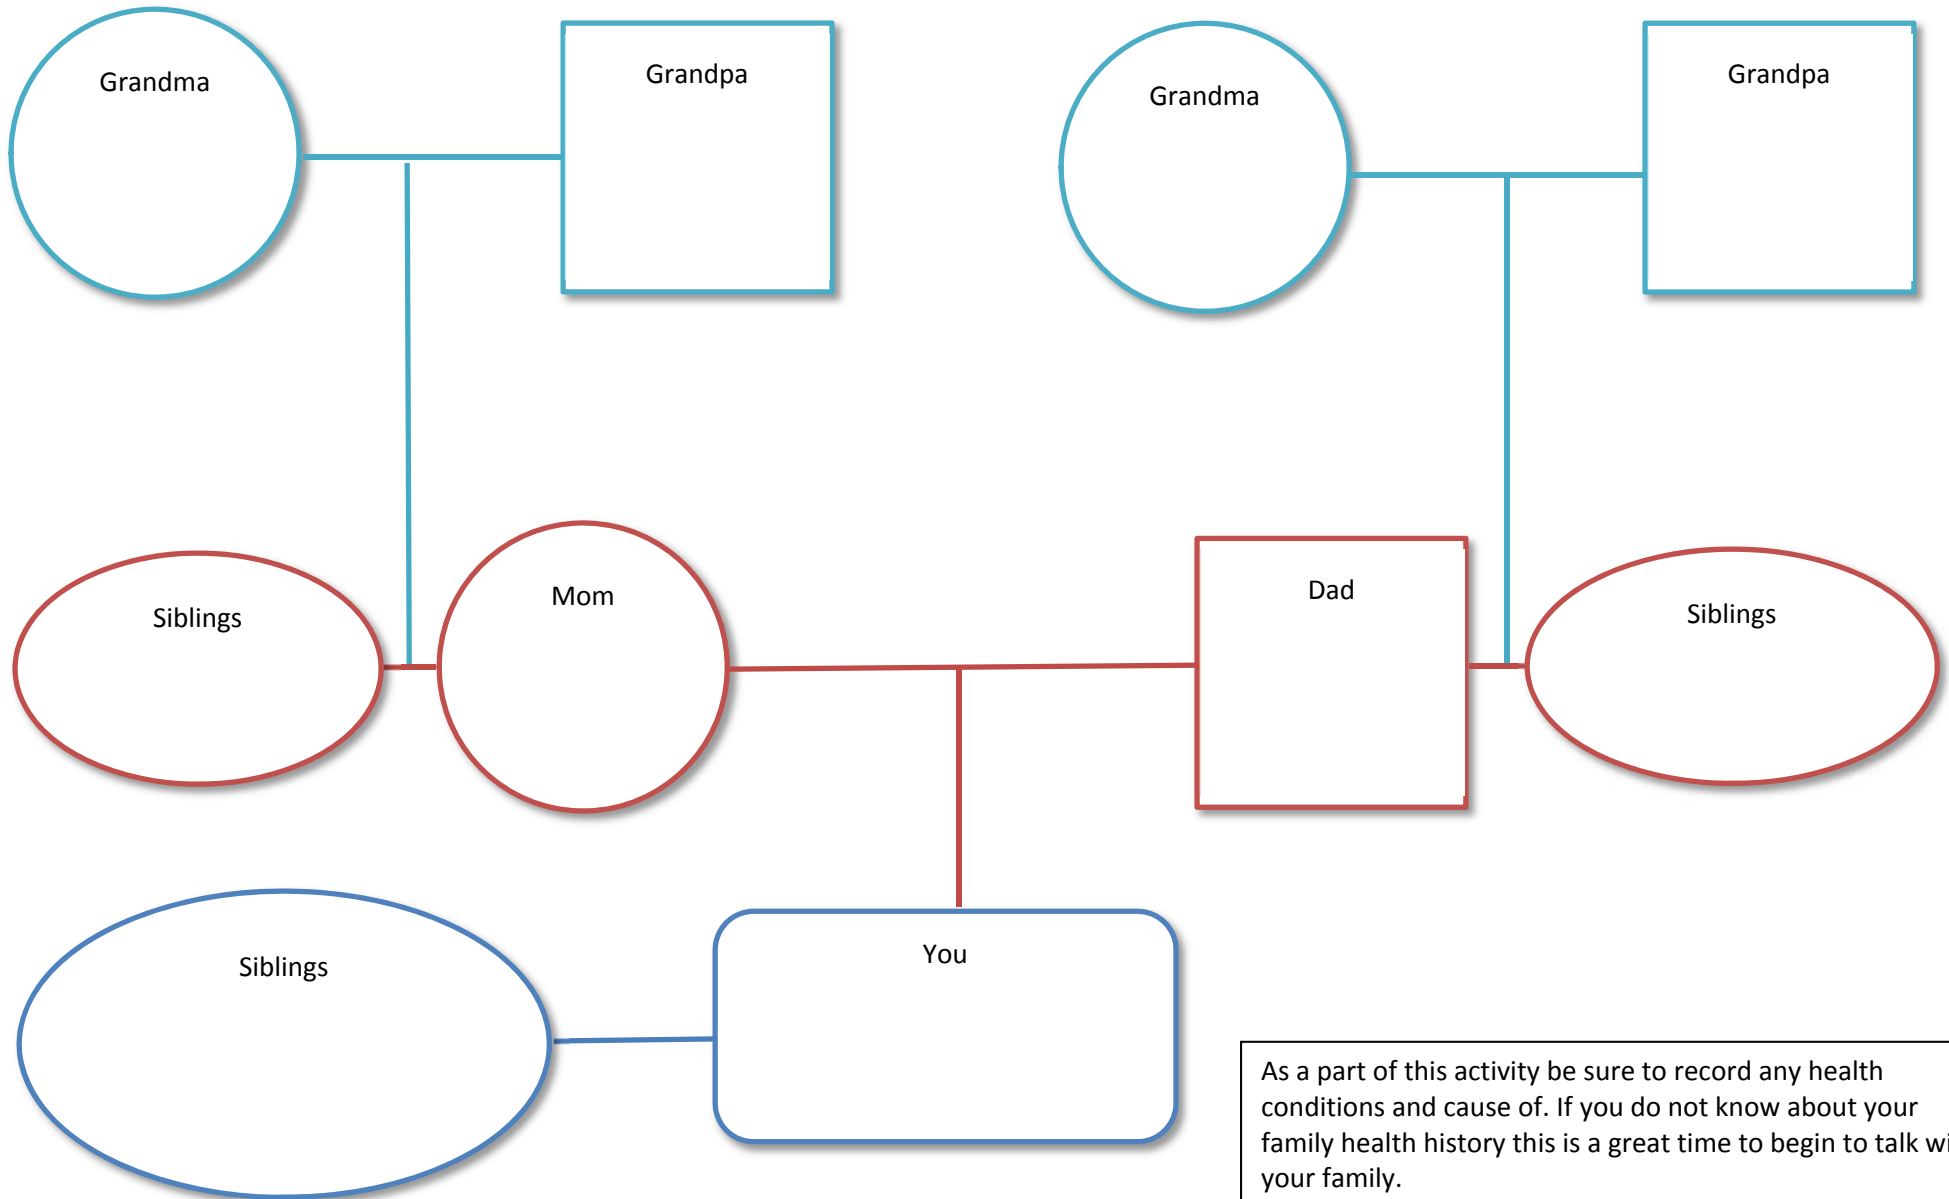 Grandma
Grandpa
Grandma
Grandpa
Siblings
Mom
Dad
Siblings
Siblings
You
As a part of this activity be sure to record any health
conditions and cause of. If you do not know about your
family health history this is a great time to begin to talk wi
your family.